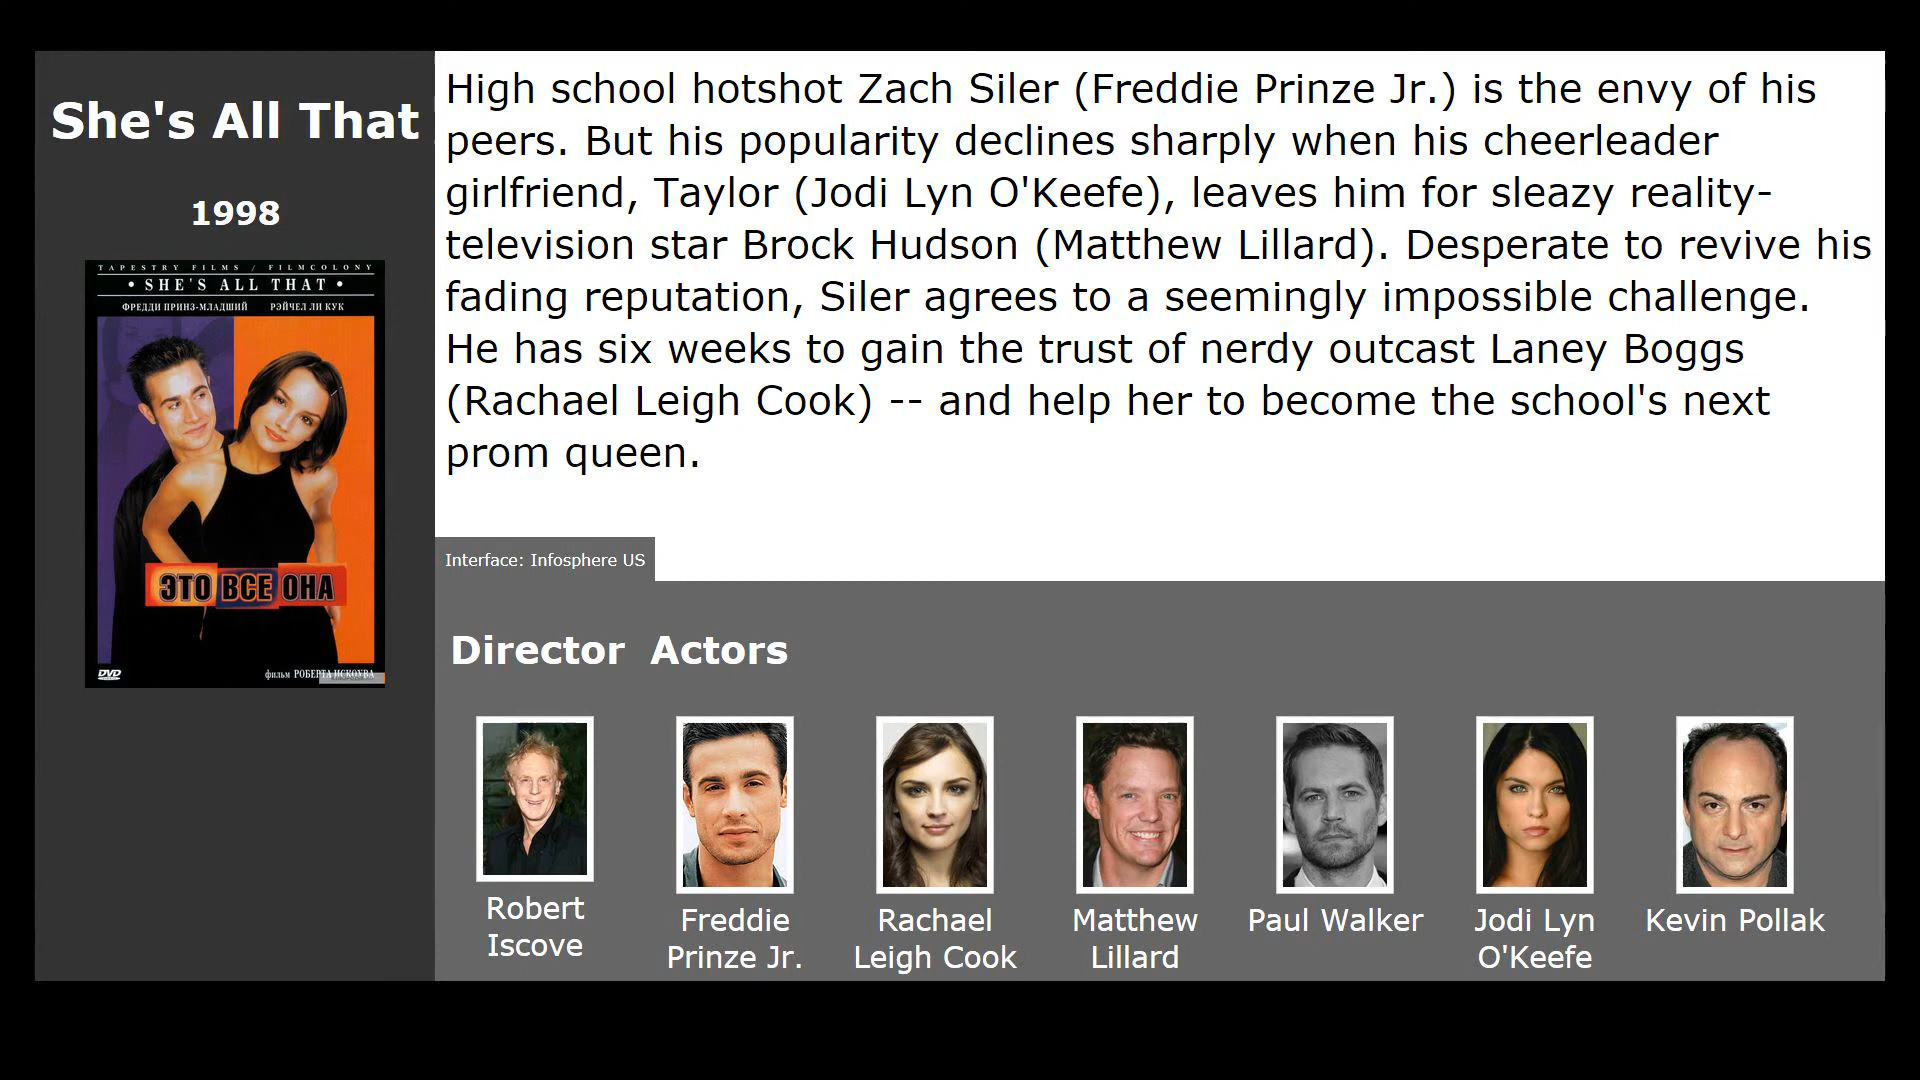 She's All That
1998
TAPESTRY FILMS / FILMCOLONY
• SHE'S ALL THAT •
ФРЕДДИ ПРИНЗ-МЛАДШИЙ РЭЙЧЕЛ ЛИ КУК
ЭТО ВСЕ ОНА
DVD
фильм РОБЕРТА ИСКОУВА
High school hotshot Zach Siler (Freddie Prinze Jr.) is the envy of his
peers. But his popularity declines sharply when his cheerleader
girlfriend, Taylor (Jodi Lyn O'Keefe), leaves him for sleazy reality-
television star Brock Hudson (Matthew Lillard). Desperate to revive his
fading reputation, Siler agrees to a seemingly impossible challenge.
He has six weeks to gain the trust of nerdy outcast Laney Boggs
(Rachael Leigh Cook) -- and help her to become the school's next
prom queen.
Interface: Infosphere US
Director Actors
Robert
Iscove
Freddie
Prinze Jr.
Rachael
Leigh Cook
Matthew
Lillard
Paul Walker
Jodi Lyn
O'Keefe
Kevin Pollak